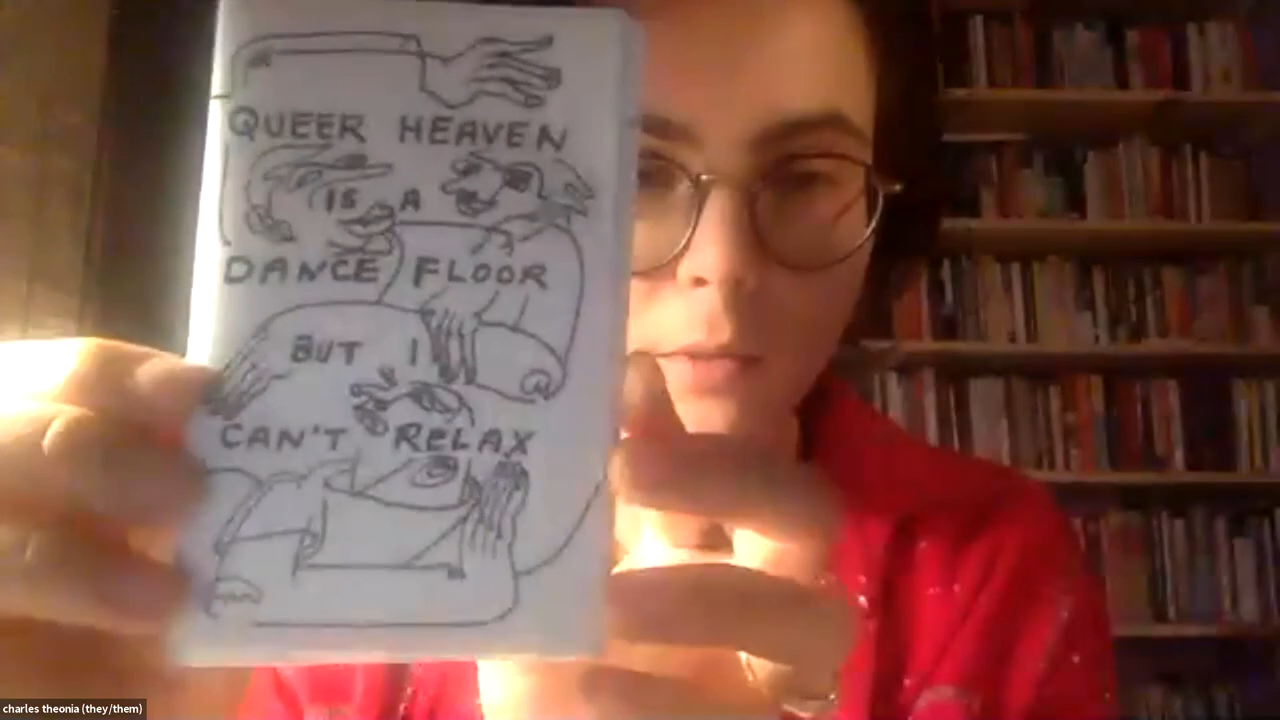 QUEER HEAVEN
IS A
DANCE FLOOR
BUT I
CAN'T RELAX
charles theonia (they/them)